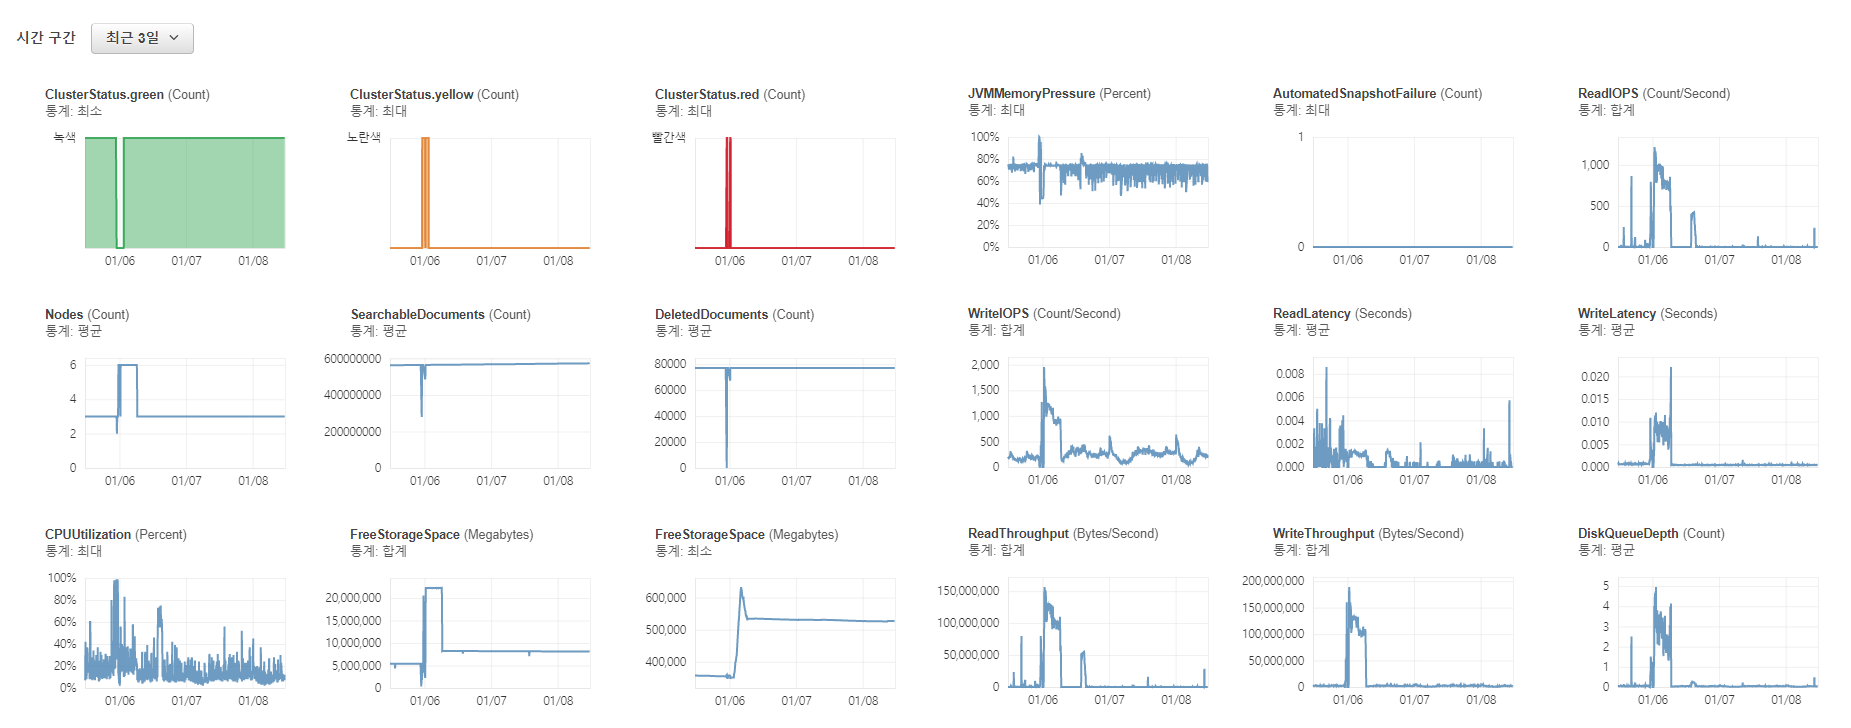 시간 구간 최근 3일
ClusterStatus.green (Count)
통계: 최소
녹색
01/06 01/07 01/08
ClusterStatus.yellow (Count)
통계: 최대
노란색
01/06 01/07 01/08
ClusterStatus.red (Count)
통계: 최대
빨간색
01/06 01/07 01/08
JVMMemoryPressure (Percent)
통계: 최대
100%
80%
60%
40%
20%
0%
01/06 01/07 01/08
AutomatedSnapshotFailure (Count)
통계: 최대
1
0
01/06 01/07 01/08
ReadIOPS (Count/Second)
통계: 합계
1,000
500
0
01/06 01/07 01/08
Nodes (Count)
통계: 평균
6
4
2
0
01/06 01/07 01/08
SearchableDocuments (Count)
통계: 평균
600000000
400000000
200000000
0
01/06 01/07 01/08
DeletedDocuments (Count)
통계: 평균
80000
60000
40000
20000
0
01/06 01/07 01/08
WriteIOPS (Count/Second)
통계: 합계
2,000
1,500
1,000
500
0
01/06 01/07 01/08
ReadLatency (Seconds)
통계: 평균
0.008
0.006
0.004
0.002
0.000
01/06 01/07 01/08
WriteLatency (Seconds)
통계: 평균
0.020
0.015
0.010
0.005
0.000
01/06 01/07 01/08
CPUUtilization (Percent)
통계: 최대
100%
80%
60%
40%
20%
0%
01/06 01/07 01/08
FreeStorageSpace (Megabytes)
통계: 합계
20,000,000
15,000,000
10,000,000
5,000,000
0
01/06 01/07 01/08
FreeStorageSpace (Megabytes)
통계: 최소
600,000
500,000
400,000
01/06 01/07 01/08
ReadThroughput (Bytes/Second)
통계: 합계
150,000,000
100,000,000
50,000,000
0
01/06 01/07 01/08
WriteThroughput (Bytes/Second)
통계: 합계
200,000,000
150,000,000
100,000,000
50,000,000
0
01/06 01/07 01/08
DiskQueueDepth (Count)
통계: 평균
5
4
3
2
1
0
01/06 01/07 01/08